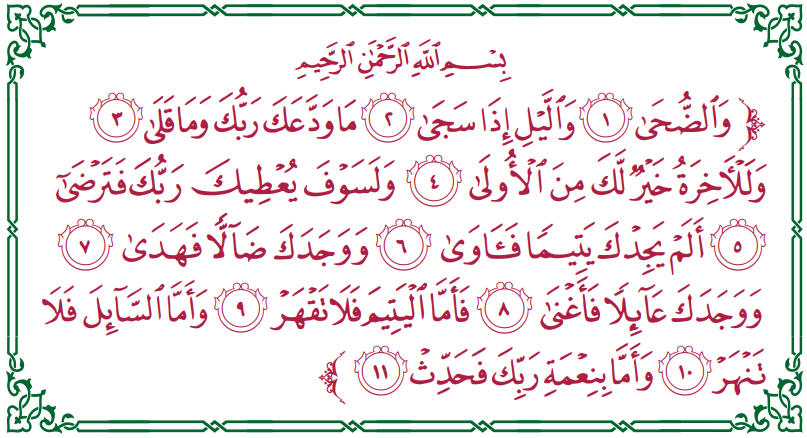 بِسْمِ ٱللَّهِ ٱلرَّحْمَٰنِ ٱلرَّحِيمِ
﴿ وَٱلضُّحَىٰ ١ وَٱلَّيْلِ إِذَا سَجَىٰ ٢ مَا وَدَّعَكَ رَبُّكَ وَمَا قَلَىٰ ٣
وَلَلْأٓخِرَةُ خَيْرٌ لَّكَ مِنَ ٱلْأُولَىٰ ٤ وَلَسَوْفَ يُعْطِيكَ رَبُّكَ فَتَرْضَىٰٓ
٥ أَلَمْ يَجِدْكَ يَتِيمًا فَـَٔاوَىٰ ٦ وَوَجَدَكَ ضَآلًّا فَهَدَىٰ ٧
وَوَجَدَكَ عَآئِلًا فَأَغْنَىٰ ٨ فَأَمَّا ٱلْيَتِيمَ فَلَا تَقْهَرْ ٩ وَأَمَّا ٱلسَّآئِلَ فَلَا
تَنْهَرْ ١٠ وَأَمَّا بِنِعْمَةِ رَبِّكَ فَحَدِّثْ ١١ ﴾